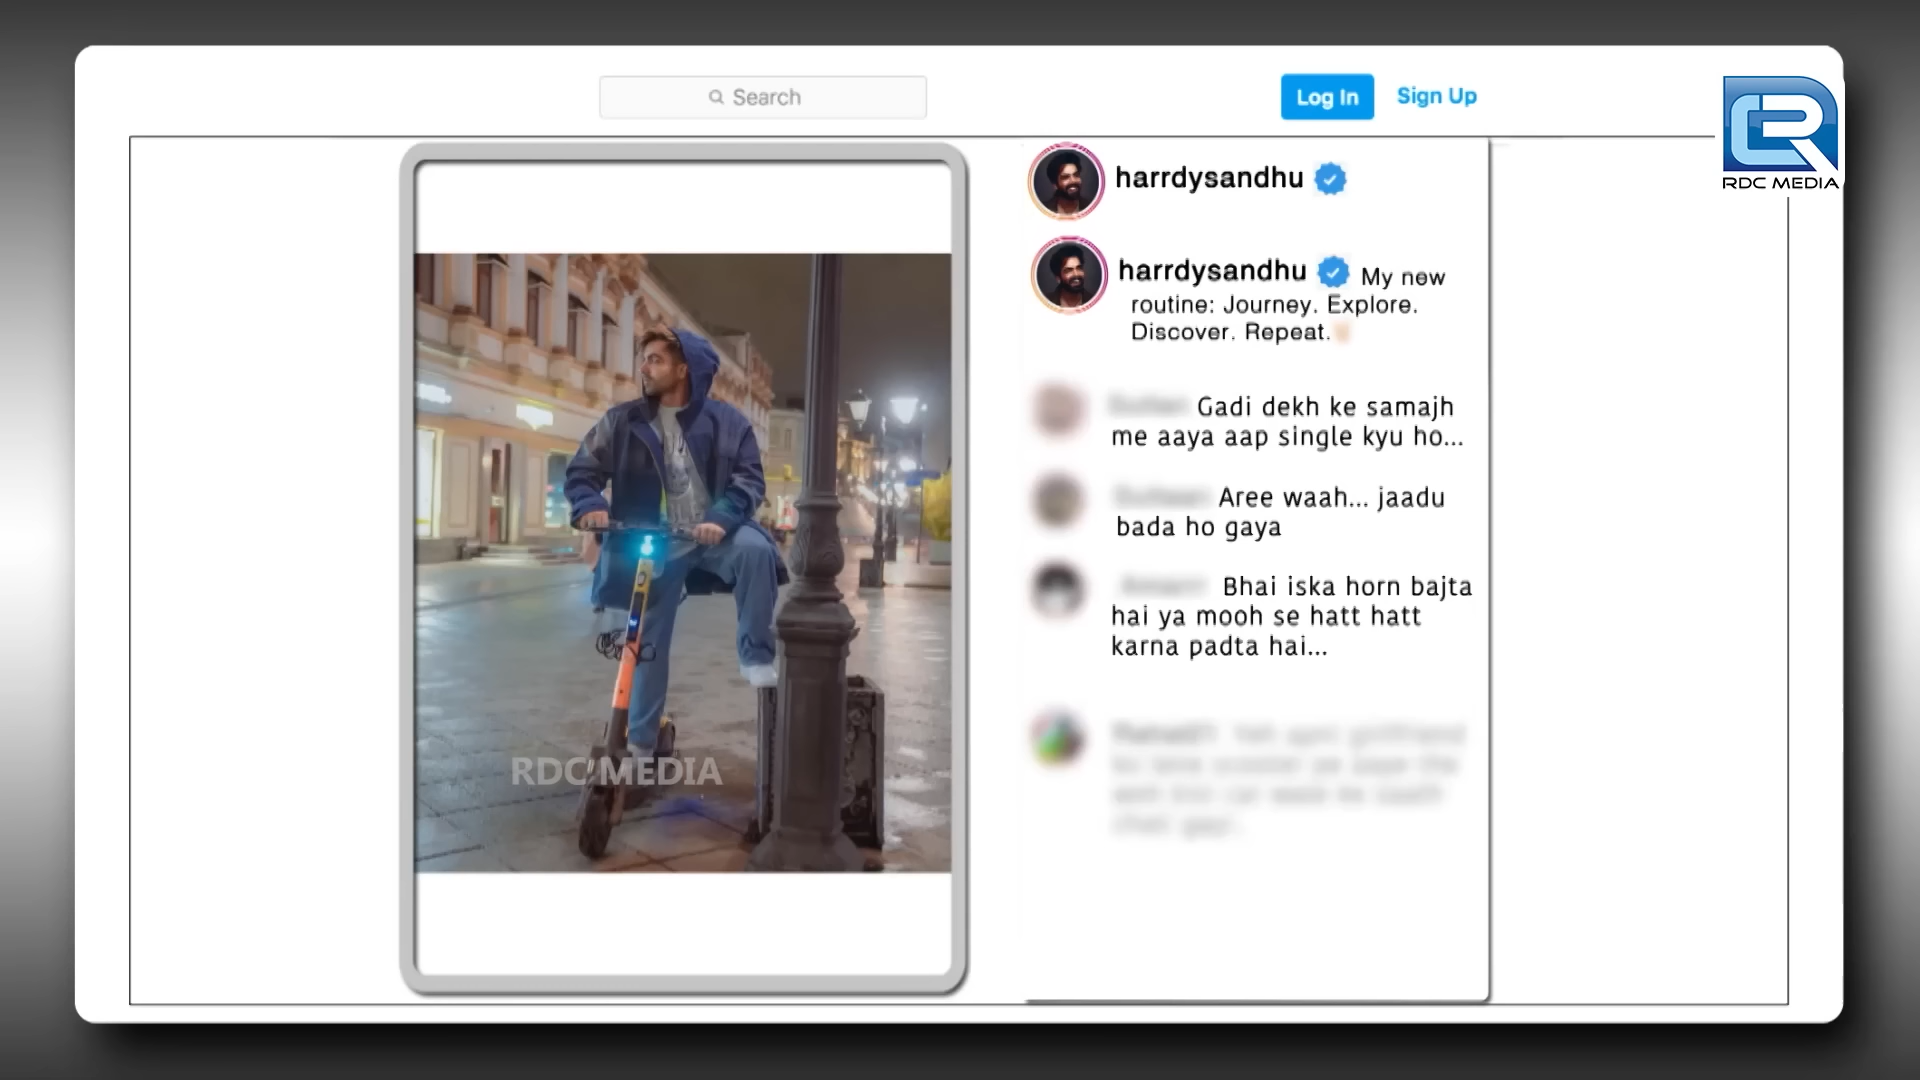 Search
Log In
Sign Up
RDC MEDIA
harrdysandhu
harrdysandhu My new
routine: Journey. Explore.
Discover. Repeat.
Gadi dekh ke samajh
me aaya aap single kyu ho...
Aree waah... jaadu
bada ho gaya
Bhai iska horn bajta
hai ya mooh se hatt hatt
karna padta hai...
RDC MEDIA